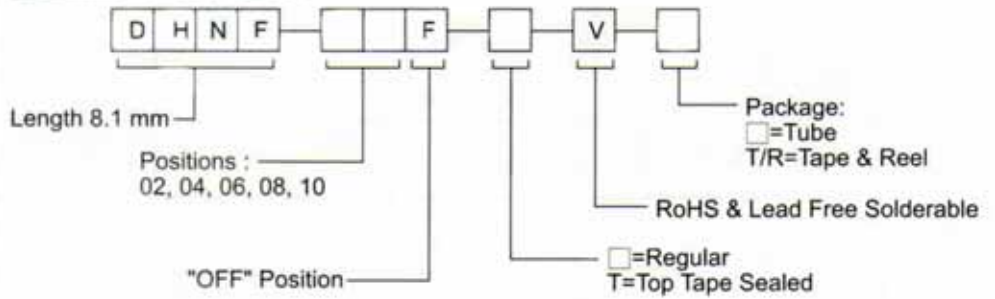 D H N F F V
Length 8.1 mm
Package:
□=Tube
T/R=Tape & Reel
Positions :
02, 04, 06, 08, 10
RoHS & Lead Free Solderable
"OFF" Position
□=Regular
T=Top Tape Sealed